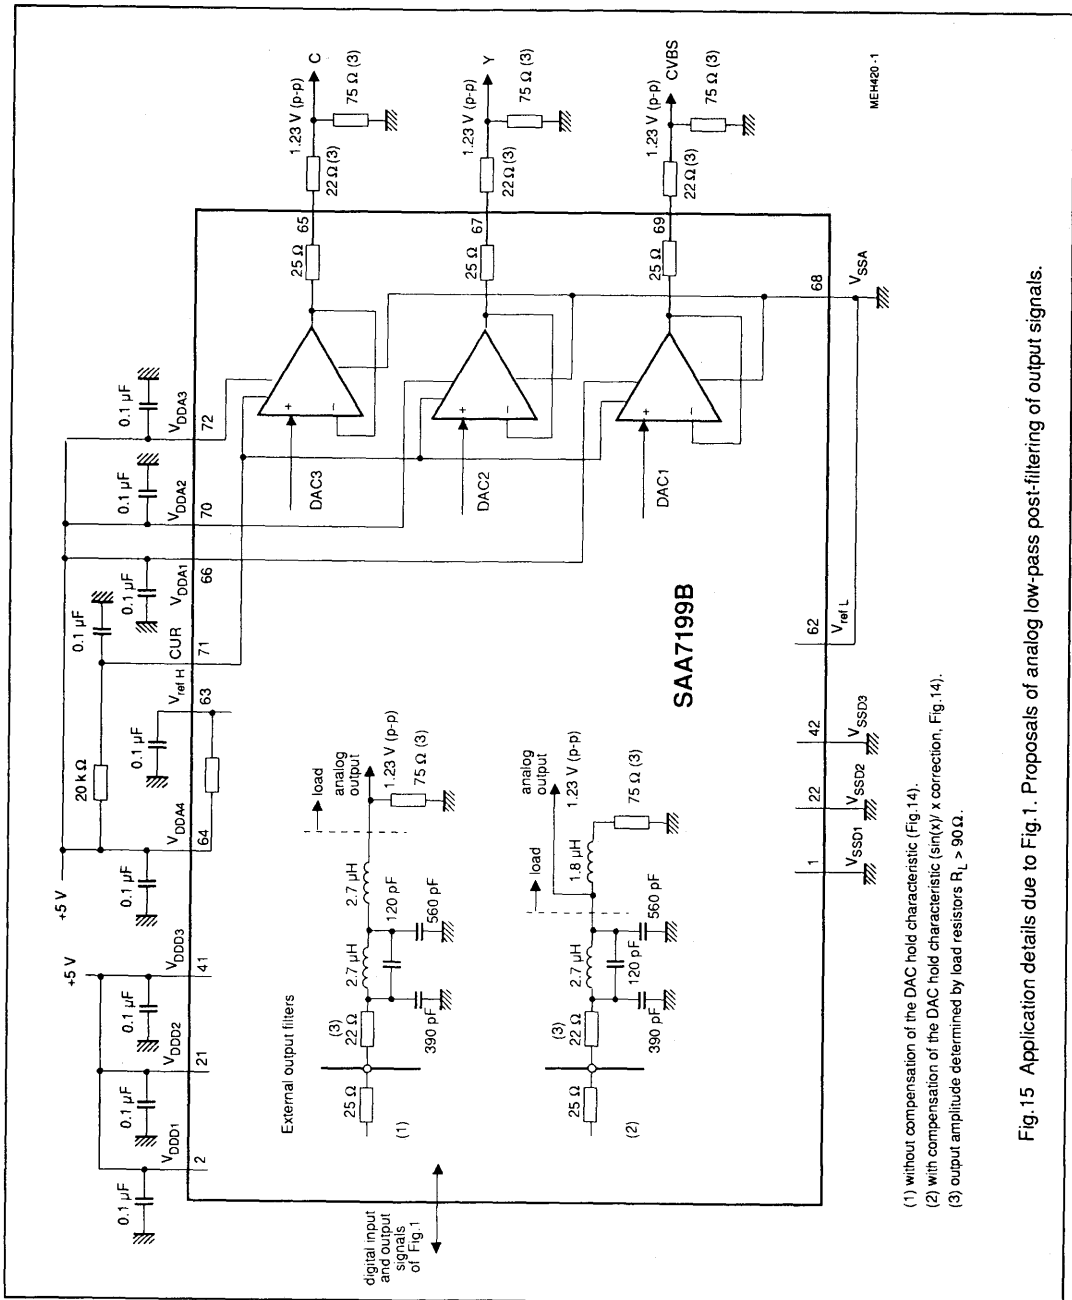 +5 V
+5 V
0.1 µF
0.1 µF
0.1 µF
0.1 µF
20 kΩ
0.1 µF
0.1 µF
0.1 µF
0.1 µF
0.1 µF
VDDD1
VDDD2
VDDD3
VDDA4
Vref H
CUR
VDDA1
VDDA2
VDDA3
2
21
41
64
63
71
66
70
72
digital input
and output
signals
of Fig.1
External output filters
(1)
25 Ω
(3)
22 Ω
390 pF
2.7 µH
120 pF
560 pF
2.7 µH
load
analog
output
1.23 V (p-p)
75 Ω (3)
(2)
25 Ω
(3)
22 Ω
390 pF
2.7 µH
120 pF
560 pF
load
1.8 µH
analog
output
1.23 V (p-p)
75 Ω (3)
SAA7199B
DAC3
+
−
25 Ω
65
22 Ω (3)
1.23 V (p-p)
C
75 Ω (3)
DAC2
+
−
25 Ω
67
22 Ω (3)
1.23 V (p-p)
Y
75 Ω (3)
DAC1
+
−
25 Ω
69
22 Ω (3)
1.23 V (p-p)
CVBS
75 Ω (3)
1
22
42
62
68
VSSD1
VSSD2
VSSD3
Vref L
VSSA
MEH420-1
(1) without compensation of the DAC hold characteristic (Fig.14).
(2) with compensation of the DAC hold characteristic (sin(x)/ x correction, Fig.14).
(3) output amplitude determined by load resistors RL > 90 Ω.
Fig.15 Application details due to Fig.1. Proposals of analog low-pass post-filtering of output signals.